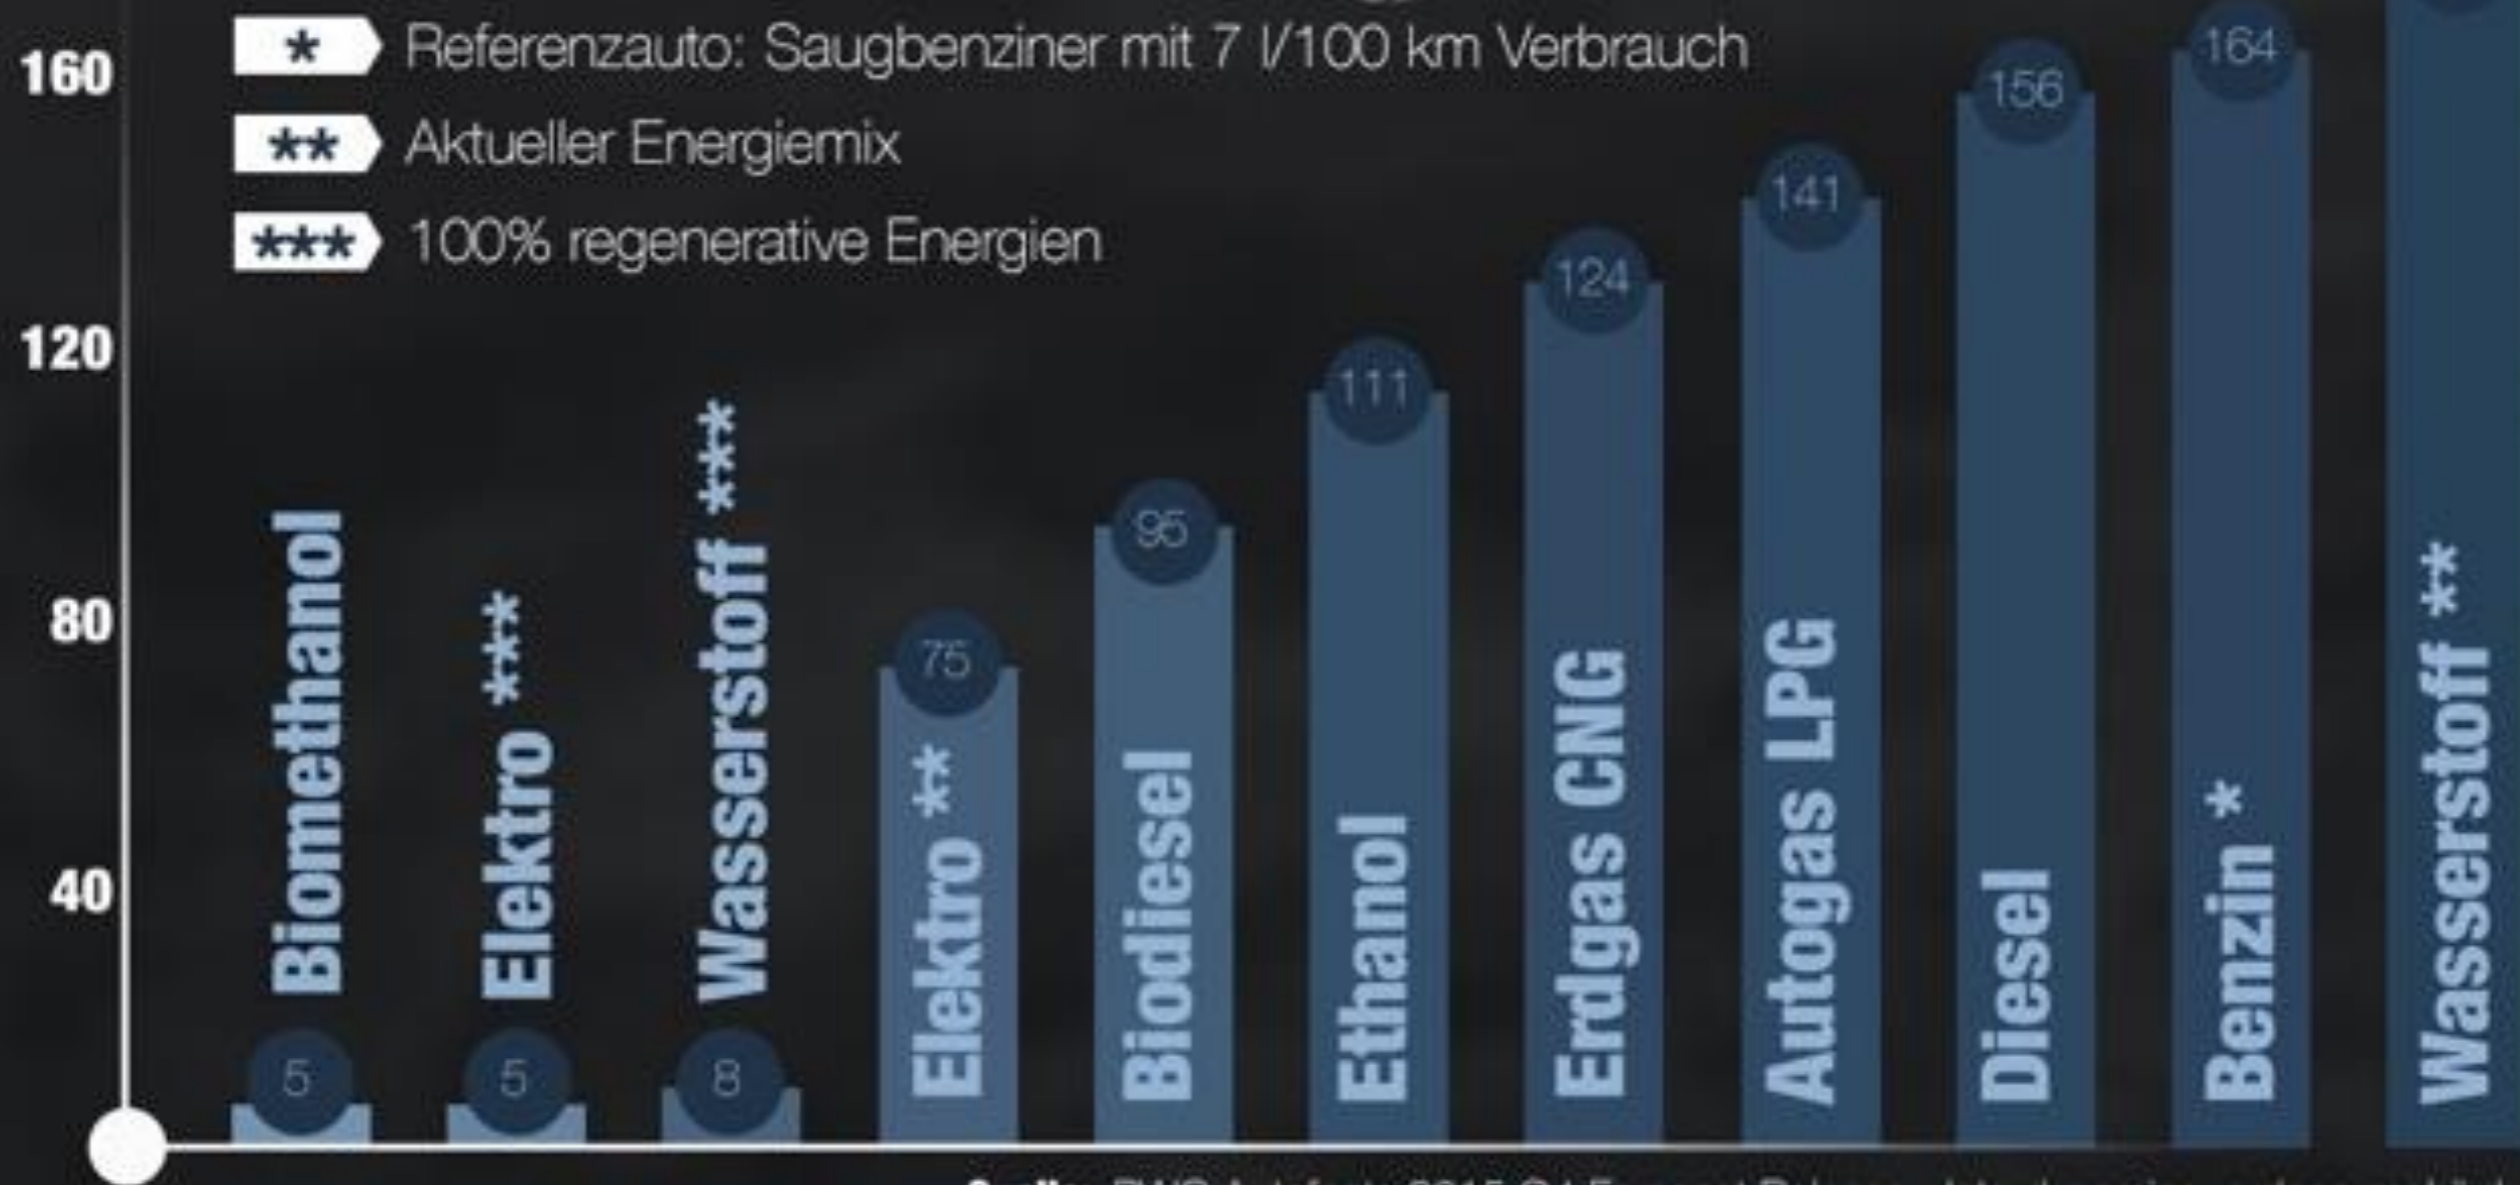 160
120
80
40
* Referenzauto: Saugbenziner mit 7 l/100 km Verbrauch
** Aktueller Energiemix
*** 100% regenerative Energien
Biomethanol
5
Elektro ***
5
Wasserstoff ***
8
Elektro **
75
Biodiesel
95
Ethanol
111
Erdgas CNG
124
Autogas LPG
141
Diesel
156
Benzin *
164
Wasserstoff **